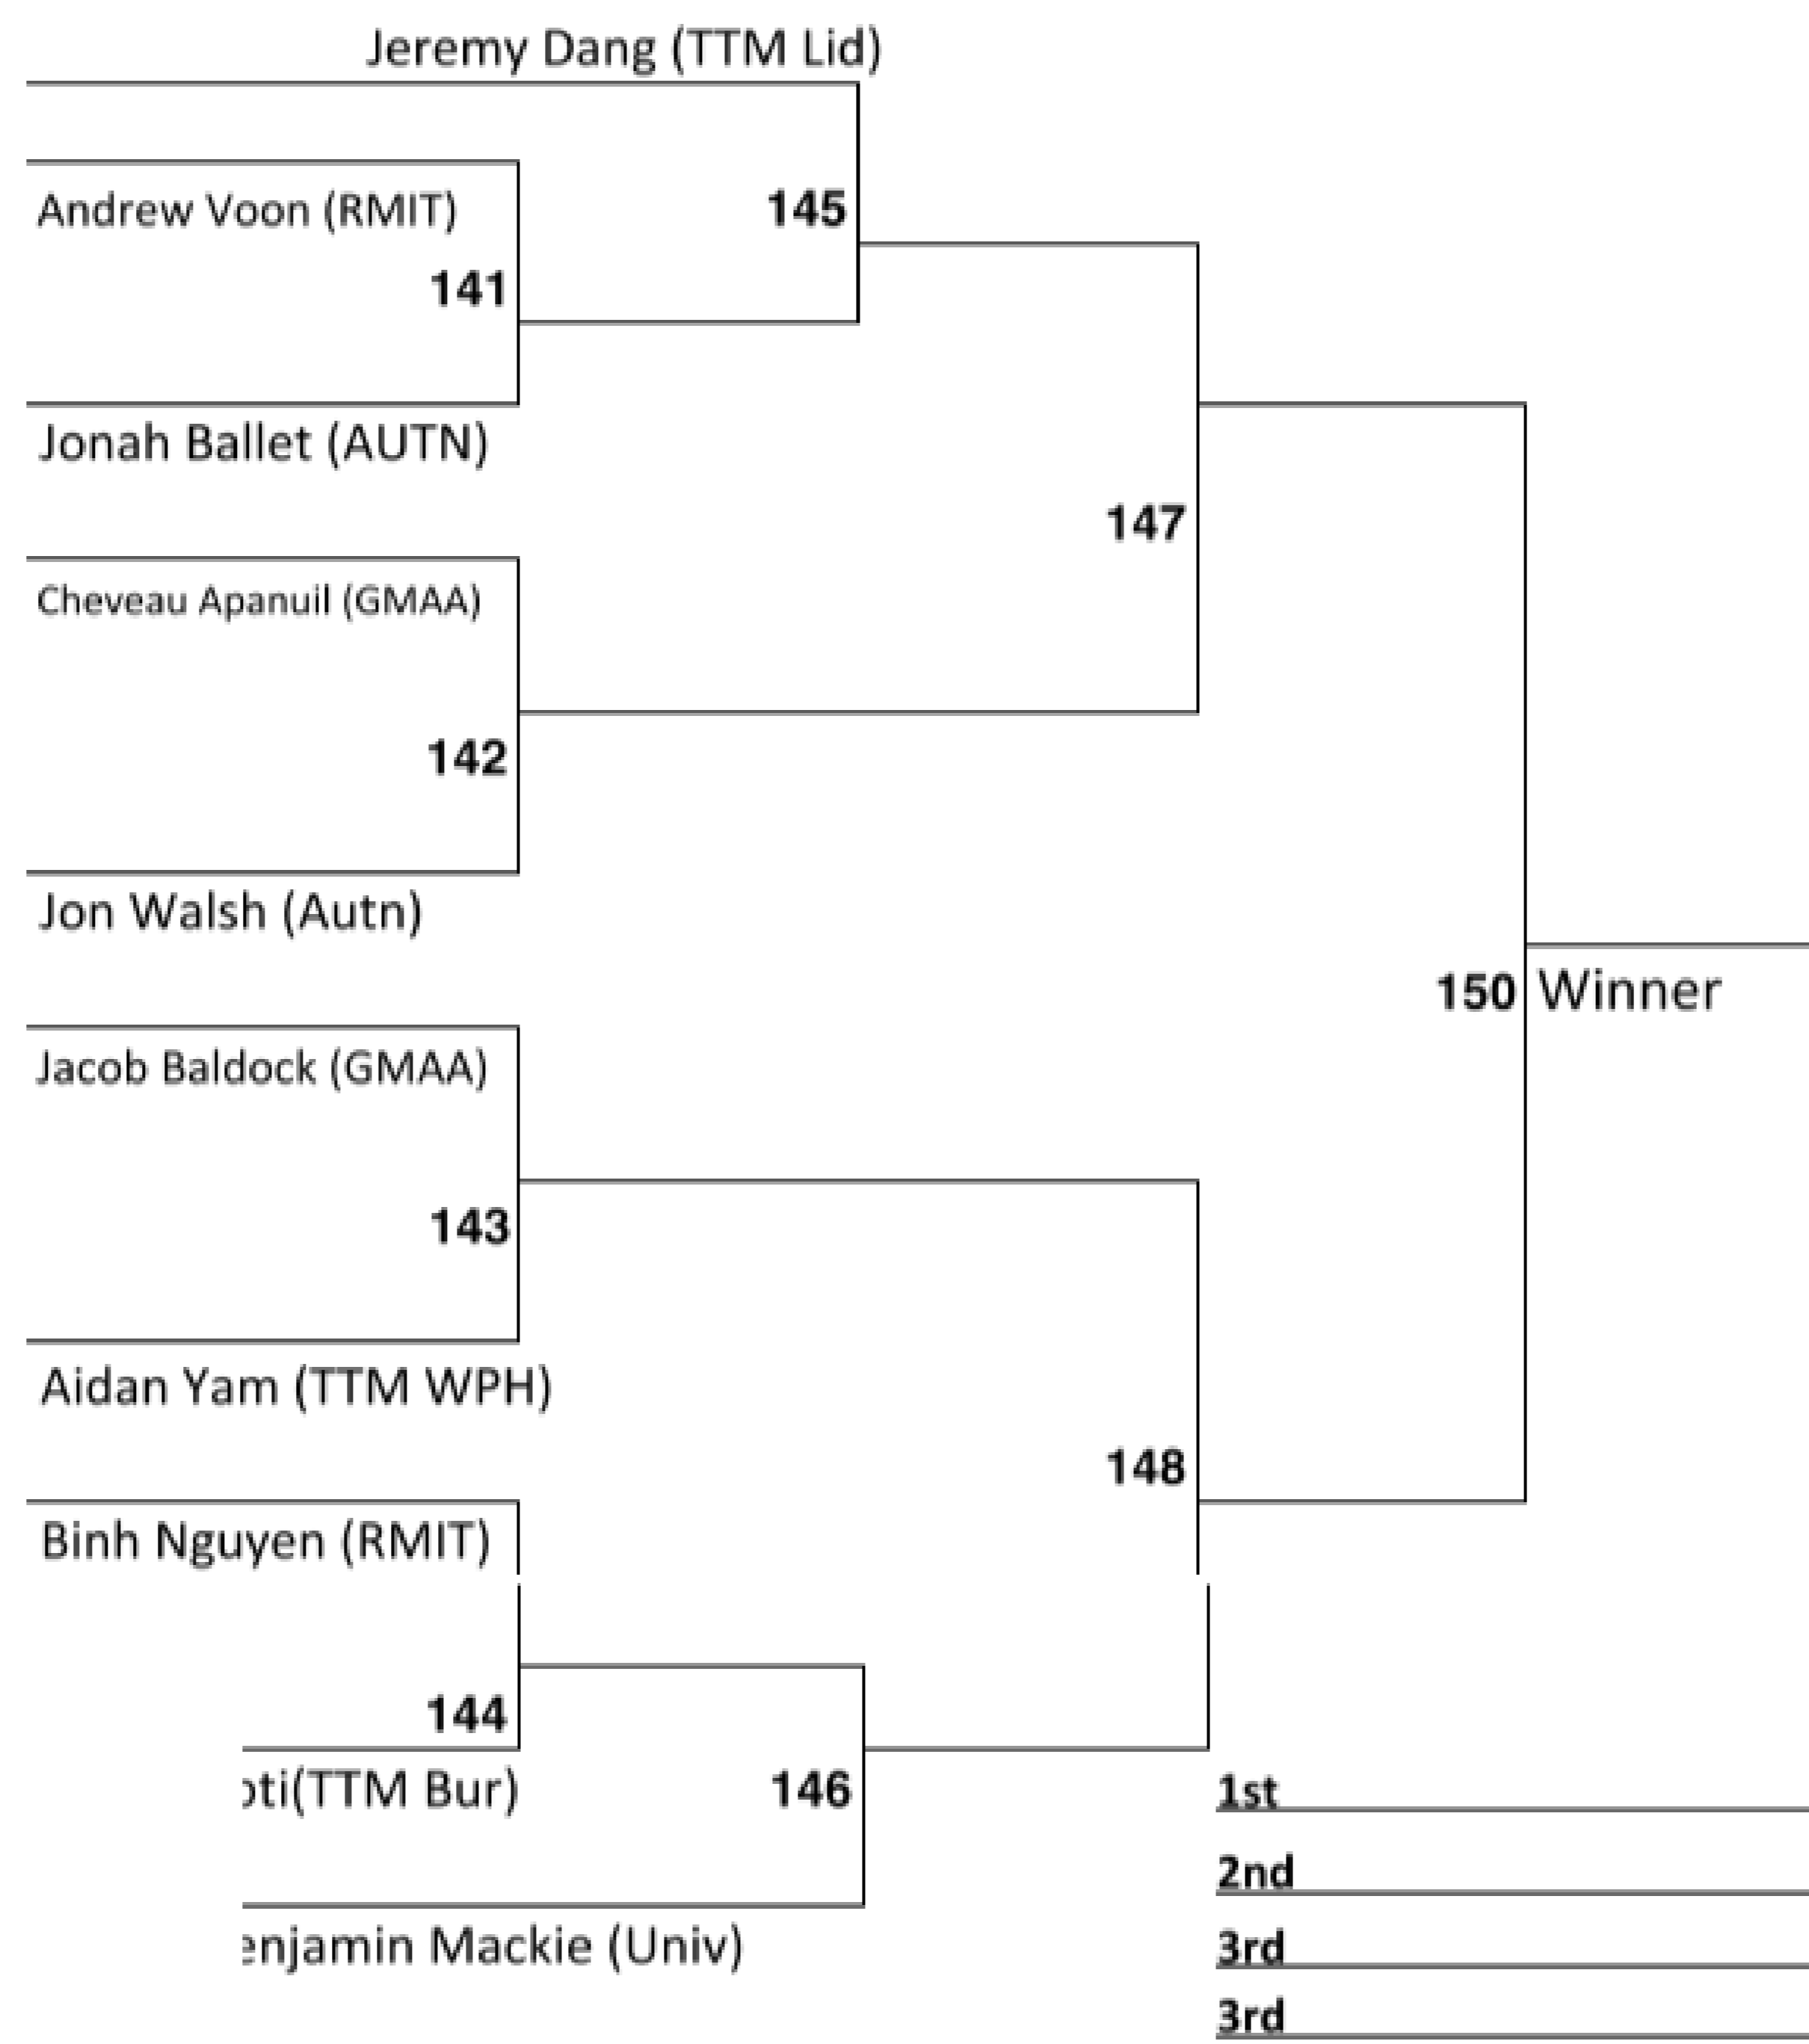 Jeremy Dang (TTM Lid)
Andrew Voon (RMIT)
145
141
Jonah Ballet (AUTN)
147
Cheveau Apanuil (GMAA)
142
Jon Walsh (Autn)
150 Winner
Jacob Baldock (GMAA)
143
Aidan Yam (TTM WPH)
148
Binh Nguyen (RMIT)
144
(TTM Bur)
146
1st
2nd
enjamin Mackie (Univ)
3rd
3rd